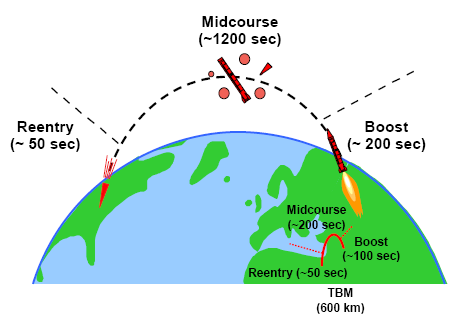 Midcourse
(~1200 sec)
Reentry
(~ 50 sec)
Boost
(~ 200 sec)
Midcourse
(~200 sec)
Boost
(~100 sec)
Reentry (~50 sec)
TBM
(600 km)